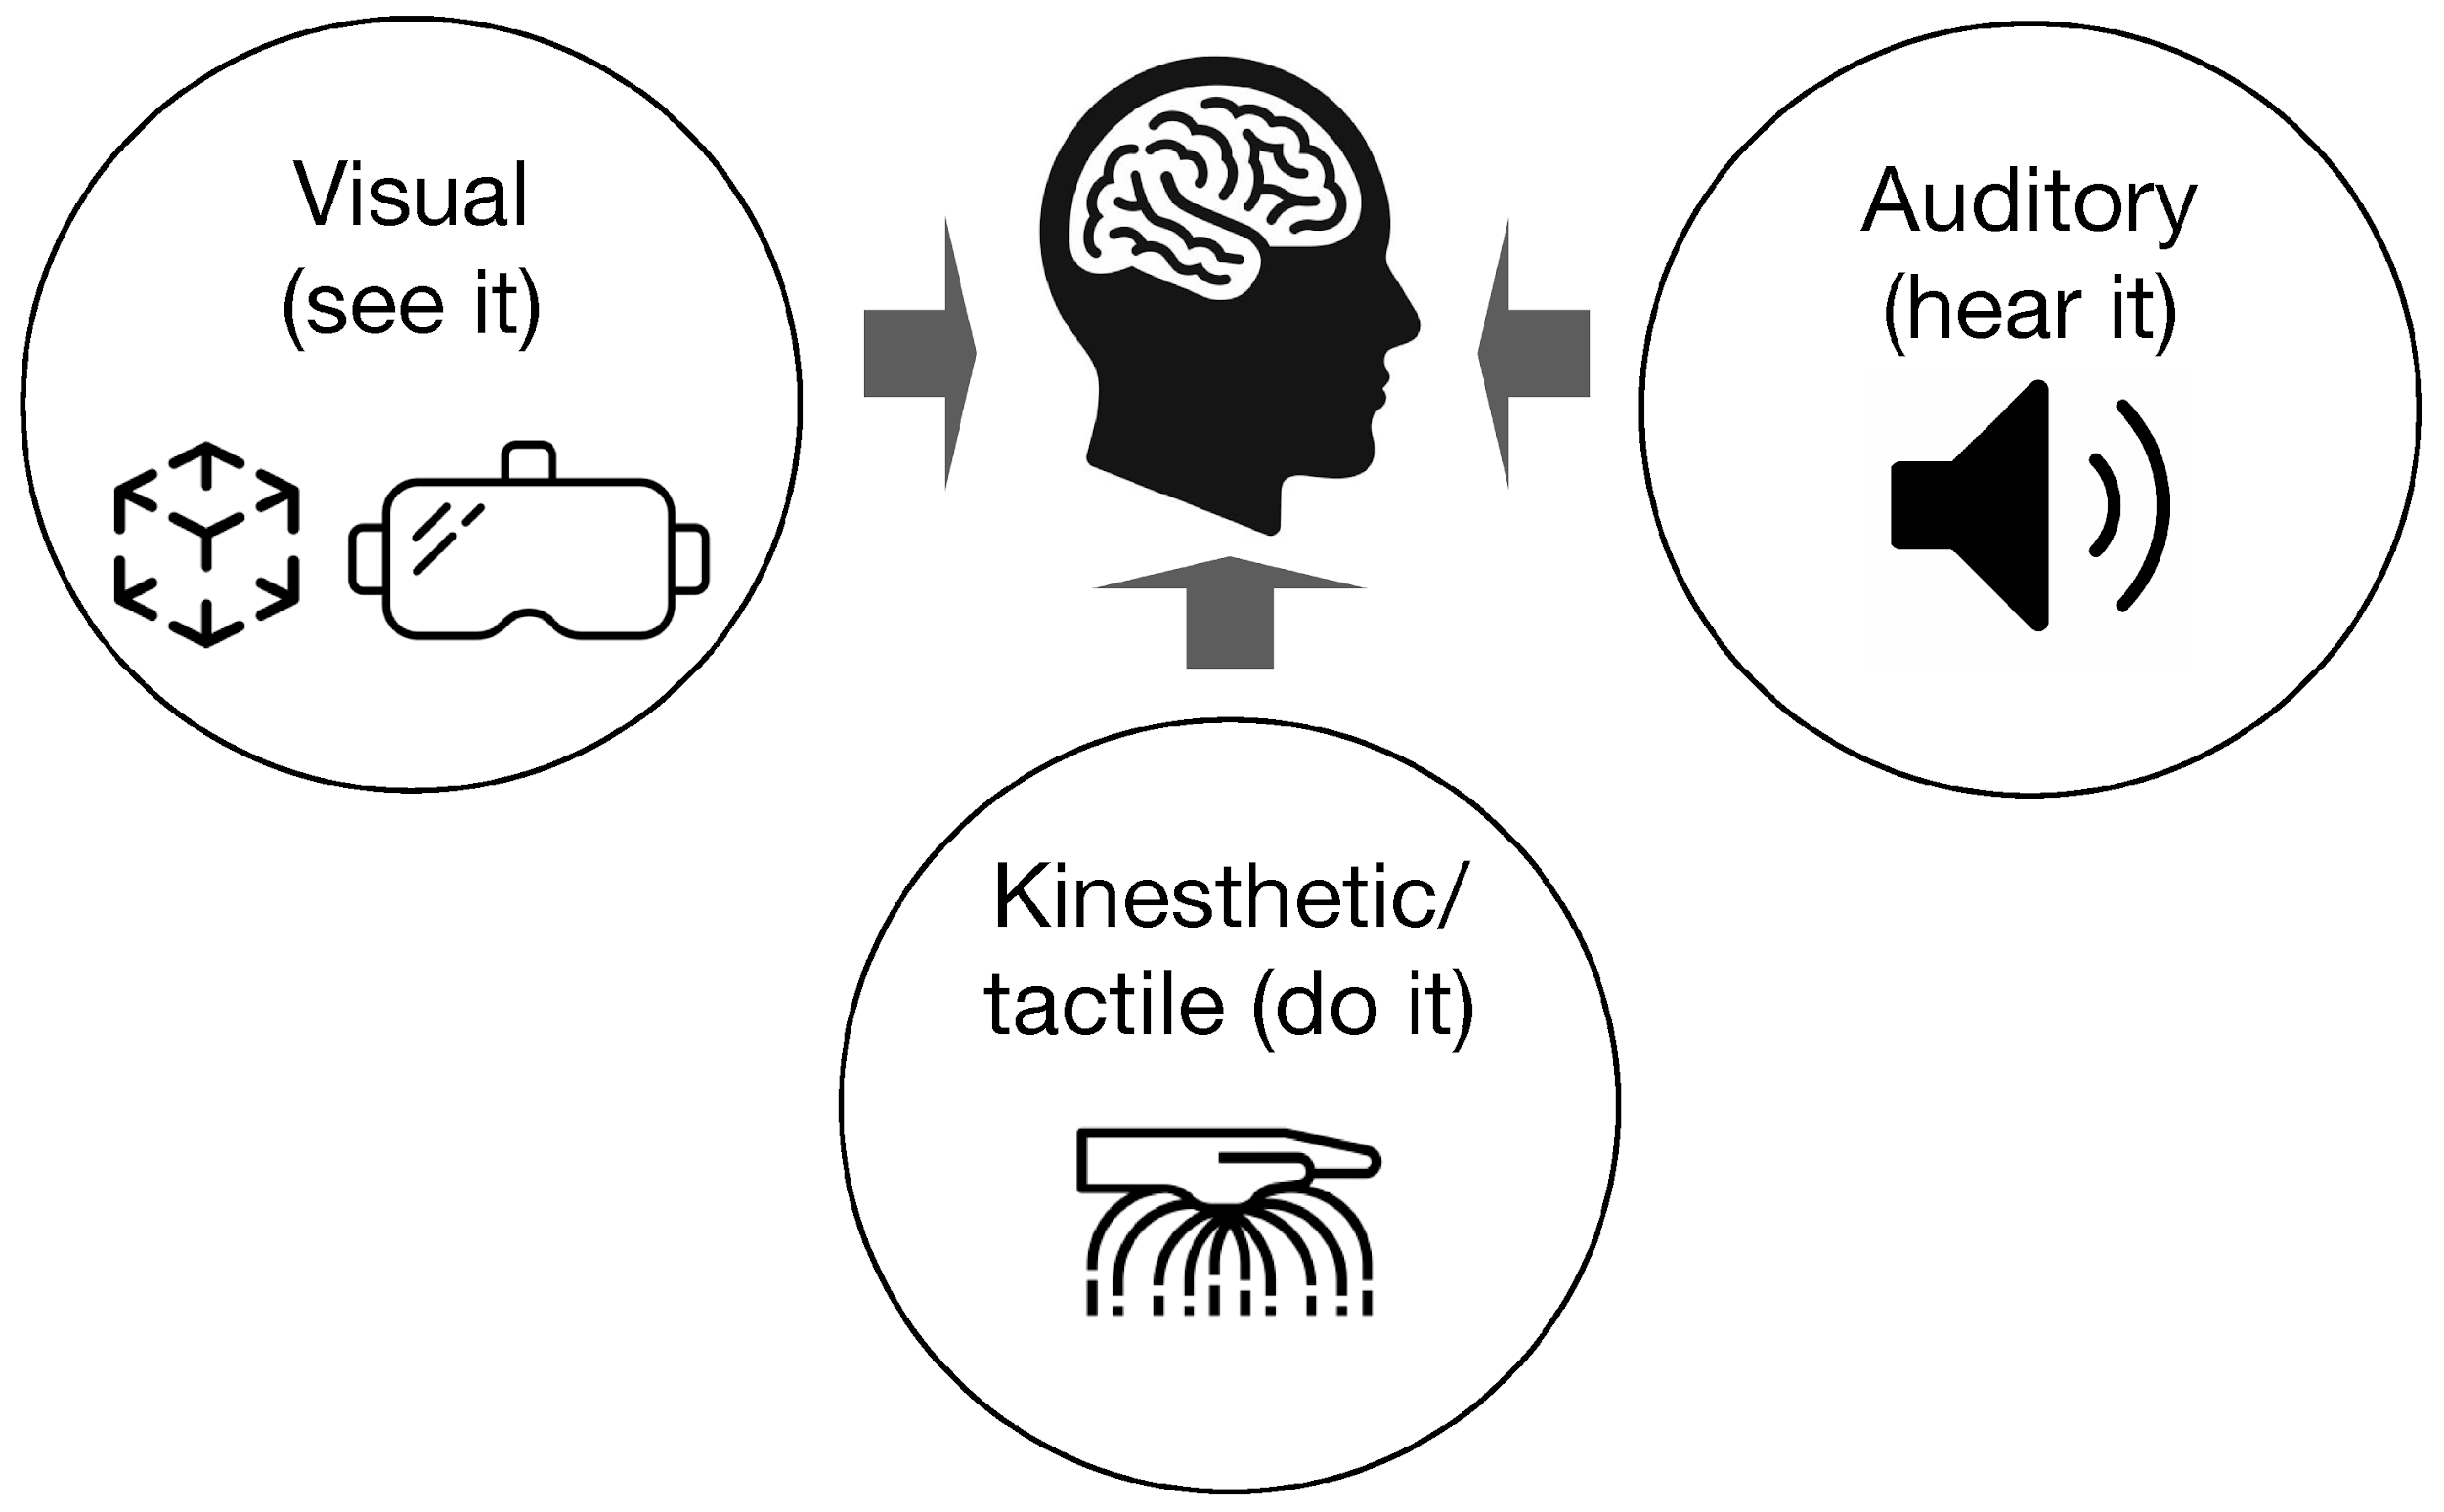 Visual
(see it)
Auditory
(hear it)
Kinesthetic/
tactile (do it)